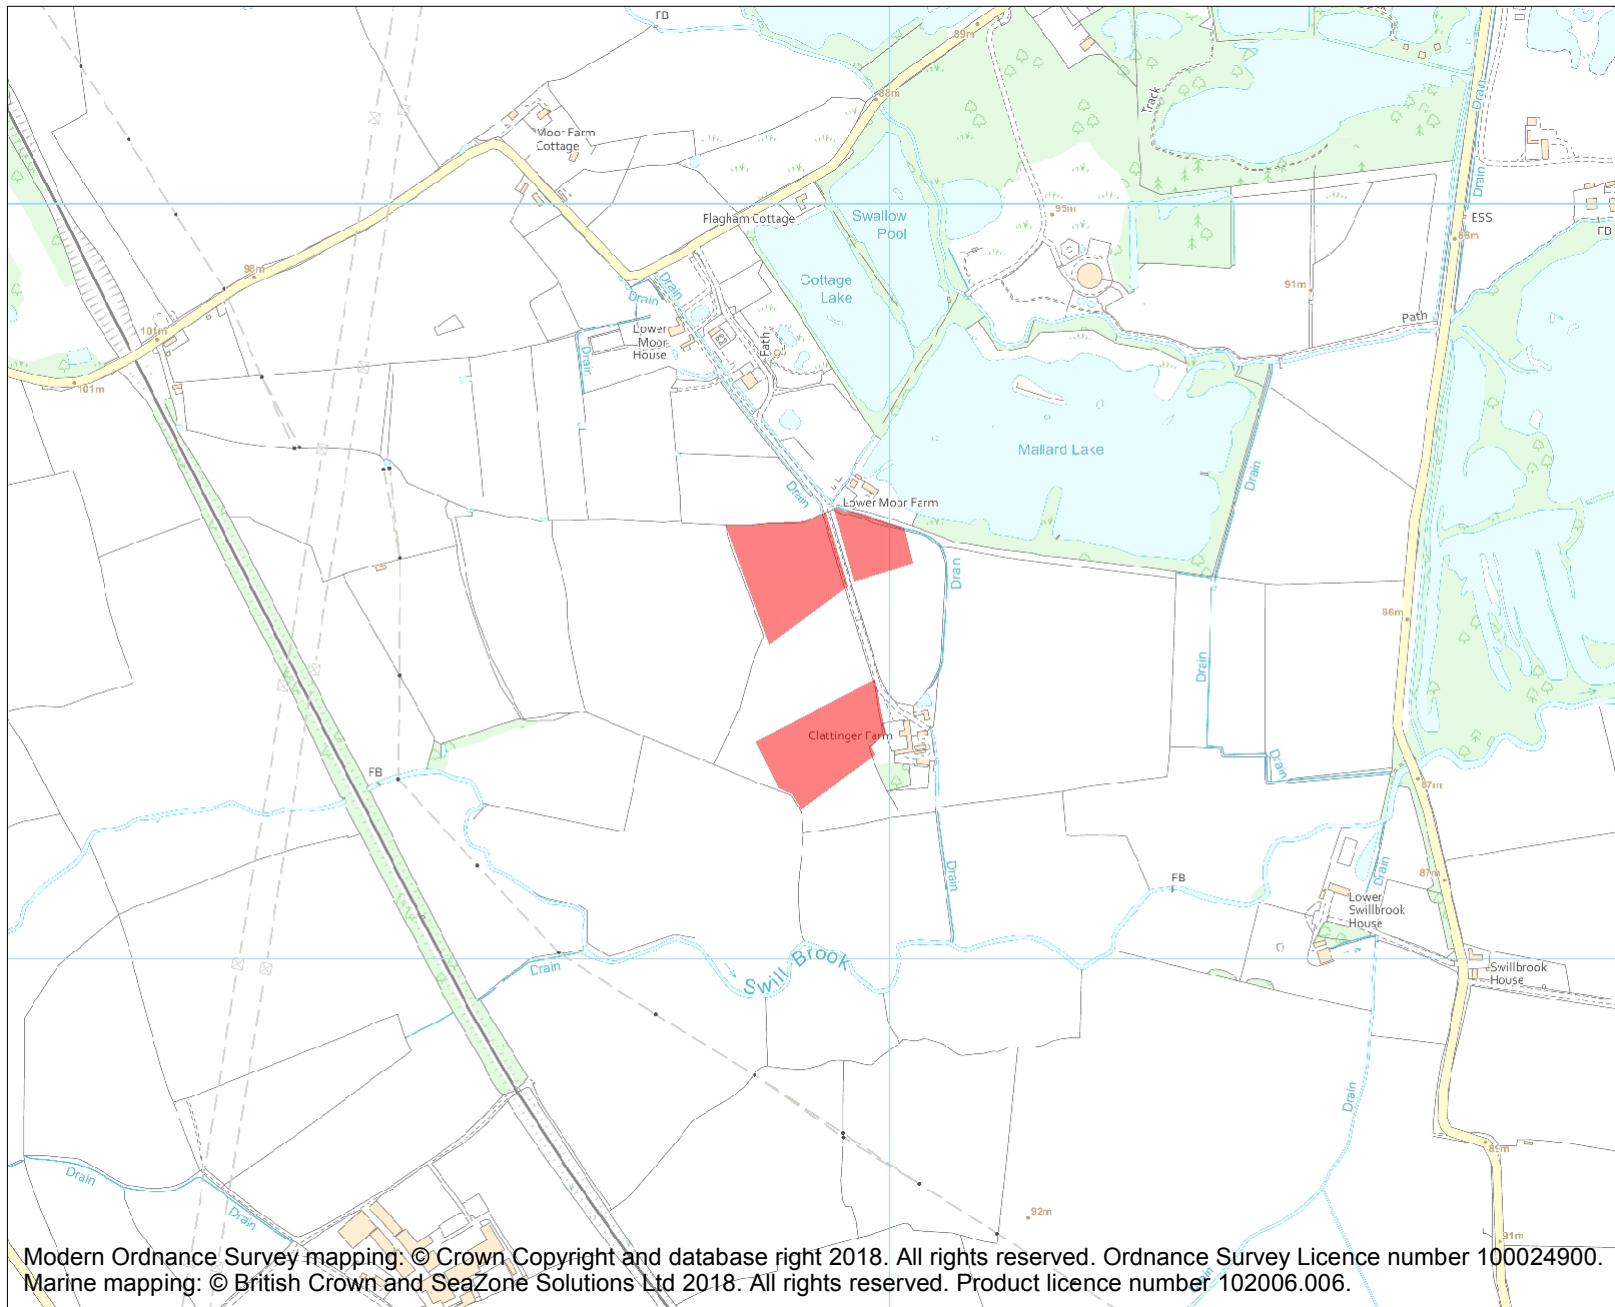 FB
89m
88m
Track
Drain
Moor Farm
Cottage
Drain
Flagham Cottage
Swallow
Pool
95m
ESS
FB
88m
98m
Drain
Drain
Cottage
Lake
91m
Path
101m
Lower
Moor
House
Path
Drain
101m
Mallard Lake
Drain
Drain
Lower Moor Farm
Drain
86m
Drain
Clattinger Farm
FB
Drain
87m
Drain
FB
Drain
87m
Lower
Swillbrook
House
Swill Brook
Drain
Swillbrook
House
Drain
89m
Drain
Drain
92m
91m
Modern Ordnance Survey mapping: © Crown Copyright and database right 2018. All rights reserved. Ordnance Survey Licence number 100024900.
Marine mapping: © British Crown and SeaZone Solutions Ltd 2018. All rights reserved. Product licence number 102006.006.